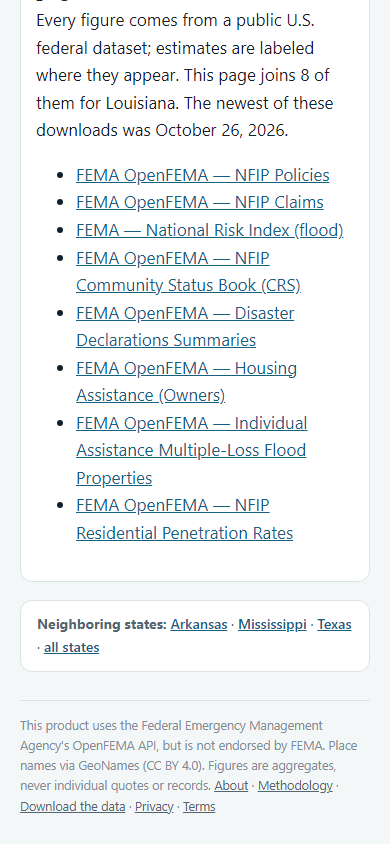 Every figure comes from a public U.S.
federal dataset; estimates are labeled
where they appear. This page joins 8 of
them for Louisiana. The newest of these
downloads was October 26, 2026.
FEMA OpenFEMA — NFIP Policies
FEMA OpenFEMA — NFIP Claims
FEMA — National Risk Index (flood)
FEMA OpenFEMA — NFIP
Community Status Book (CRS)
FEMA OpenFEMA — Disaster
Declarations Summaries
FEMA OpenFEMA — Housing
Assistance (Owners)
FEMA OpenFEMA — Individual
Assistance Multiple-Loss Flood
Properties
FEMA OpenFEMA — NFIP
Residential Penetration Rates
Neighboring states: Arkansas · Mississippi · Texas
· all states
This product uses the Federal Emergency Management
Agency's OpenFEMA API, but is not endorsed by FEMA. Place
names via GeoNames (CC BY 4.0). Figures are aggregates,
never individual quotes or records. About · Methodology ·
Download the data · Privacy · Terms